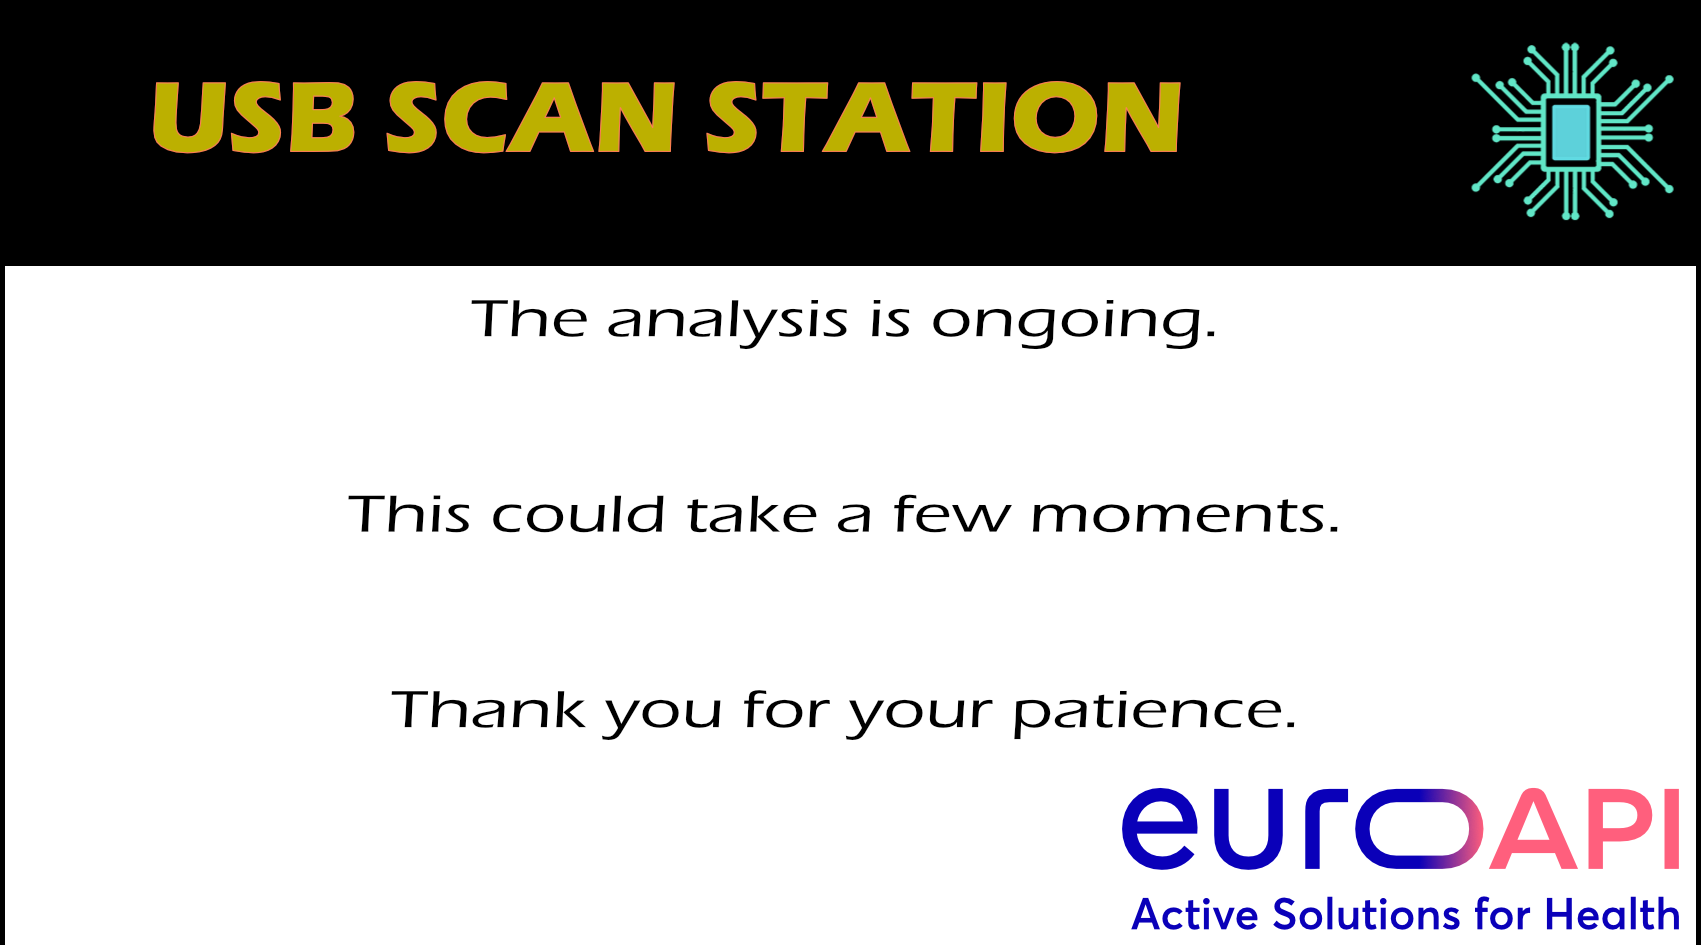 USB SCAN STATION
The analysis is ongoing.
This could take a few moments.
Thank you for your patience.
euroAPI
Active Solutions for Health